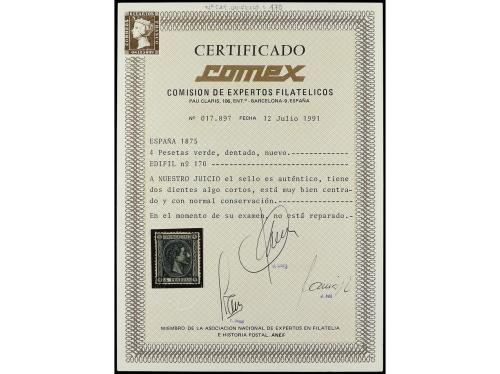 CERTIFICADO
comex
COMISION DE EXPERTOS FILATELICOS
PAU CLARIS, 106, ENT.º - BARCELONA-9. ESPAÑA
Nº 017.897 FECHA 12 Julio 1991
ESPAÑA 1875
4 Pesetas verde, dentado, nuevo.--------------
EDIFIL nº 170 --------------------------------
A NUESTRO JUICIO el sello es auténtico, tiene
dos dientes algo cortos, está muy bien centra-
do y con normal conservación.-----------------
En el momento de su examen, no está reparado.-
4 PESETAS
MIEMBRO DE LA ASOCIACION NACIONAL DE EXPERTOS EN FILATELIA
E HISTORIA POSTAL. ANEF